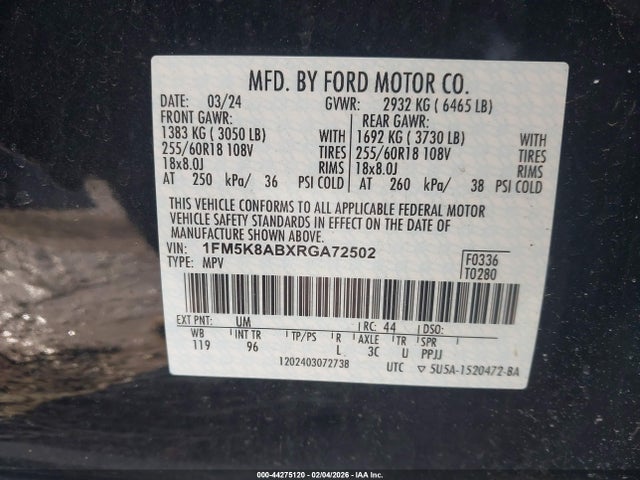 MFD. BY FORD MOTOR CO.
DATE: 03/24 GVWR: 2932 KG ( 6465 LB)
FRONT GAWR: REAR GAWR:
1383 KG ( 3050 LB) WITH 1692 KG ( 3730 LB) WITH
255/60R18 108V TIRES 255/60R18 108V TIRES
18x8.0J RIMS 18x8.0J RIMS
AT 250 kPa/ 36 PSI COLD AT 260 kPa/ 38 PSI COLD
THIS VEHICLE CONFORMS TO ALL APPLICABLE FEDERAL MOTOR
VEHICLE SAFETY STANDARDS IN EFFECT ON THE DATE OF
MANUFACTURE SHOWN ABOVE.
VIN: 1FM5K8ABXRGA72502 F0336
TYPE: MPV T0280
EXT PNT: UM RC: 44 DSO:
WB INT TR TP/PS R AXLE TR SPR
119 96 L 3C U PPJJ
1202403072738 UTC ▽ 5U5A-1520472-BA
000-44275120 - 02/04/2026 - IAA Inc.